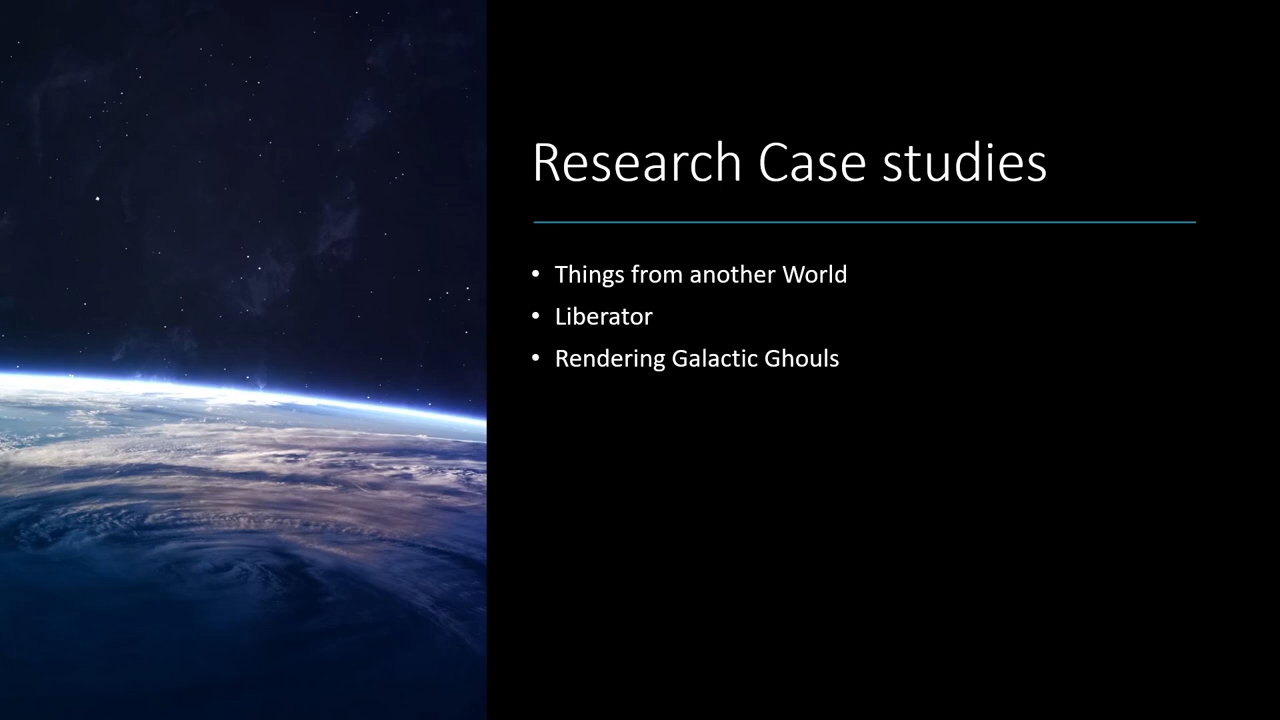 Research Case studies
• Things from another World
• Liberator
• Rendering Galactic Ghouls